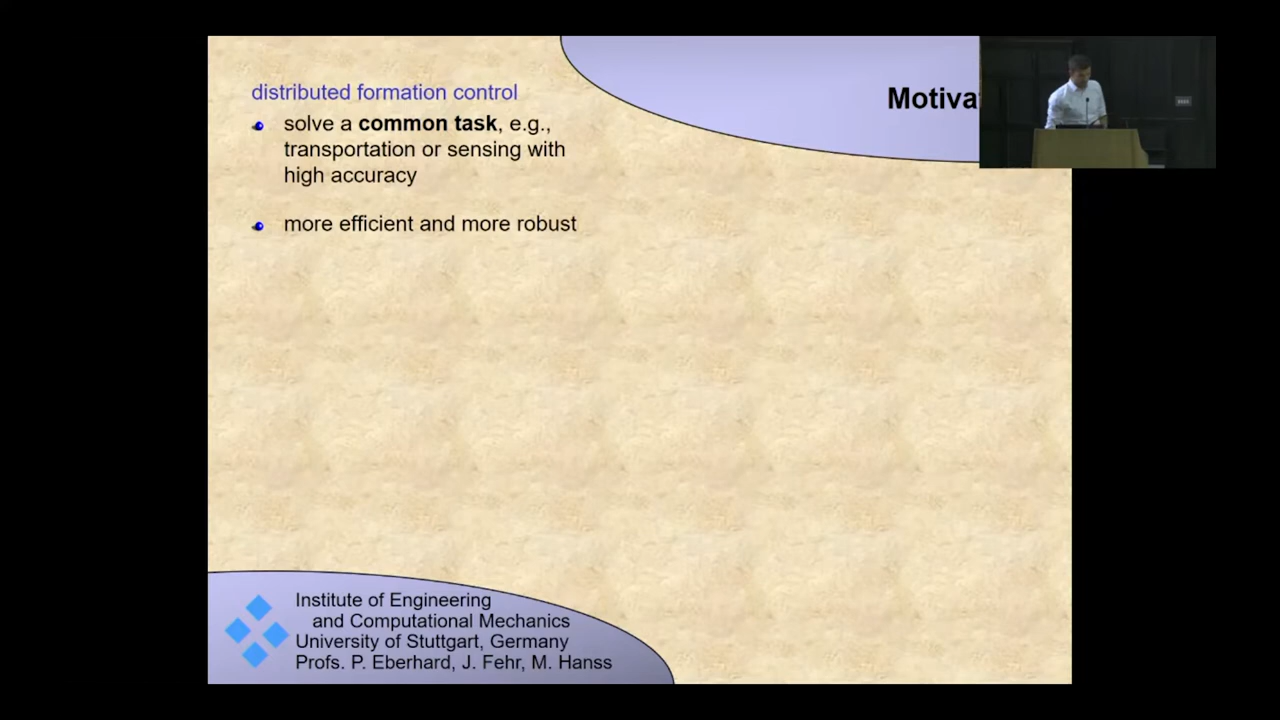 Motiva
distributed formation control
solve a common task, e.g.,
transportation or sensing with
high accuracy
more efficient and more robust
Institute of Engineering
and Computational Mechanics
University of Stuttgart, Germany
Profs. P. Eberhard, J. Fehr, M. Hanss